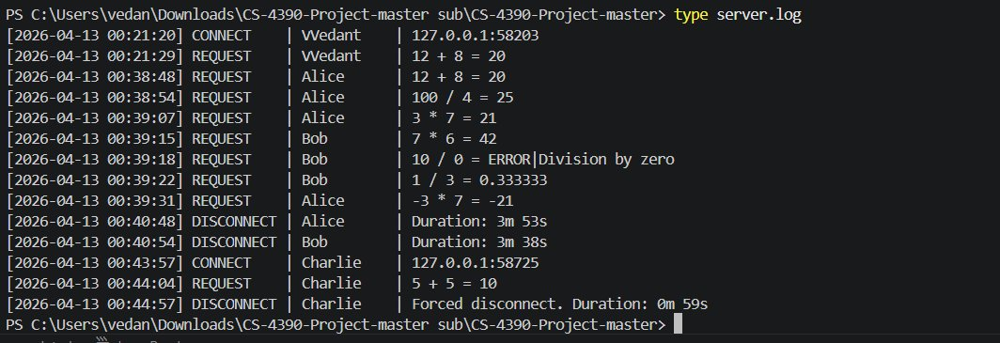 PS C:\Users\vedan\Downloads\CS-4390-Project-master sub\CS-4390-Project-master> type server.log
[2026-04-13 00:21:20] CONNECT    | VVedant    | 127.0.0.1:58203
[2026-04-13 00:21:29] REQUEST    | VVedant    | 12 + 8 = 20
[2026-04-13 00:38:48] REQUEST    | Alice      | 12 + 8 = 20
[2026-04-13 00:38:54] REQUEST    | Alice      | 100 / 4 = 25
[2026-04-13 00:39:07] REQUEST    | Alice      | 3 * 7 = 21
[2026-04-13 00:39:15] REQUEST    | Bob        | 7 * 6 = 42
[2026-04-13 00:39:18] REQUEST    | Bob        | 10 / 0 = ERROR|Division by zero
[2026-04-13 00:39:22] REQUEST    | Bob        | 1 / 3 = 0.333333
[2026-04-13 00:39:31] REQUEST    | Alice      | -3 * 7 = -21
[2026-04-13 00:40:48] DISCONNECT | Alice      | Duration: 3m 53s
[2026-04-13 00:40:54] DISCONNECT | Bob        | Duration: 3m 38s
[2026-04-13 00:43:57] CONNECT    | Charlie    | 127.0.0.1:58725
[2026-04-13 00:44:04] REQUEST    | Charlie    | 5 + 5 = 10
[2026-04-13 00:44:57] DISCONNECT | Charlie    | Forced disconnect. Duration: 0m 59s
PS C:\Users\vedan\Downloads\CS-4390-Project-master sub\CS-4390-Project-master>